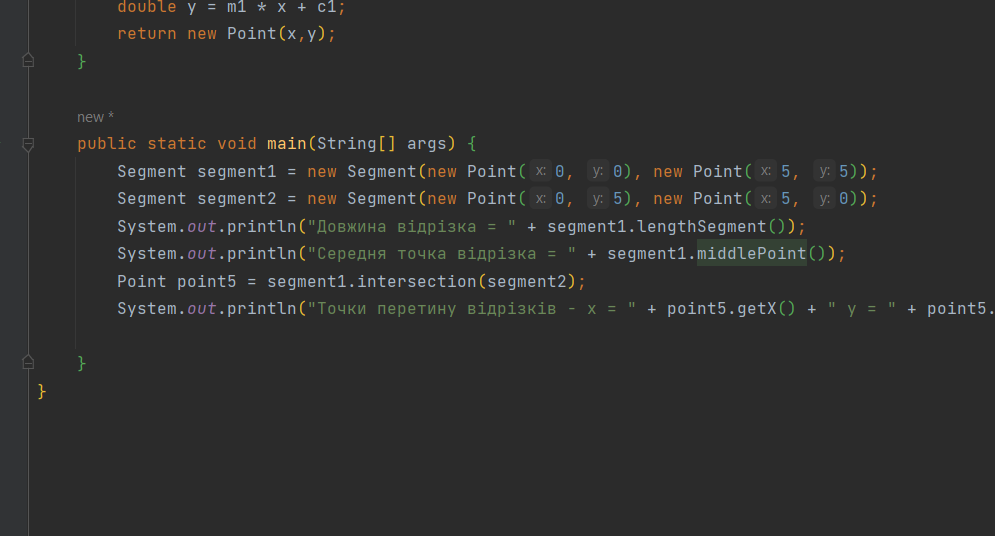 double y = m1 * x + c1;
return new Point(x,y);
}
new *
public static void main(String[] args) {
Segment segment1 = new Segment(new Point( x: 0, y: 0), new Point( x: 5, y: 5));
Segment segment2 = new Segment(new Point( x: 0, y: 5), new Point( x: 5, y: 0));
System.out.println("Довжина відрізка = " + segment1.lengthSegment());
System.out.println("Середня точка відрізка = " + segment1.middlePoint());
Point point5 = segment1.intersection(segment2);
System.out.println("Точки перетину відрізків - x = " + point5.getX() + " y = " + point5.
}
}